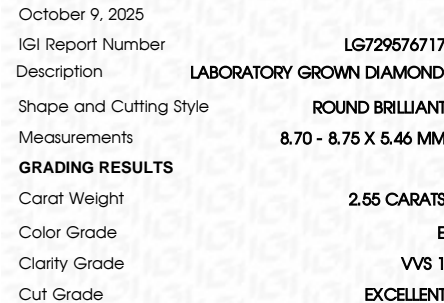 October 9, 2025
IGI Report Number LG729576717
Description LABORATORY GROWN DIAMOND
Shape and Cutting Style ROUND BRILLIANT
Measurements 8.70 - 8.75 X 5.46 MM
GRADING RESULTS
Carat Weight 2.55 CARATS
Color Grade E
Clarity Grade VVS 1
Cut Grade EXCELLENT